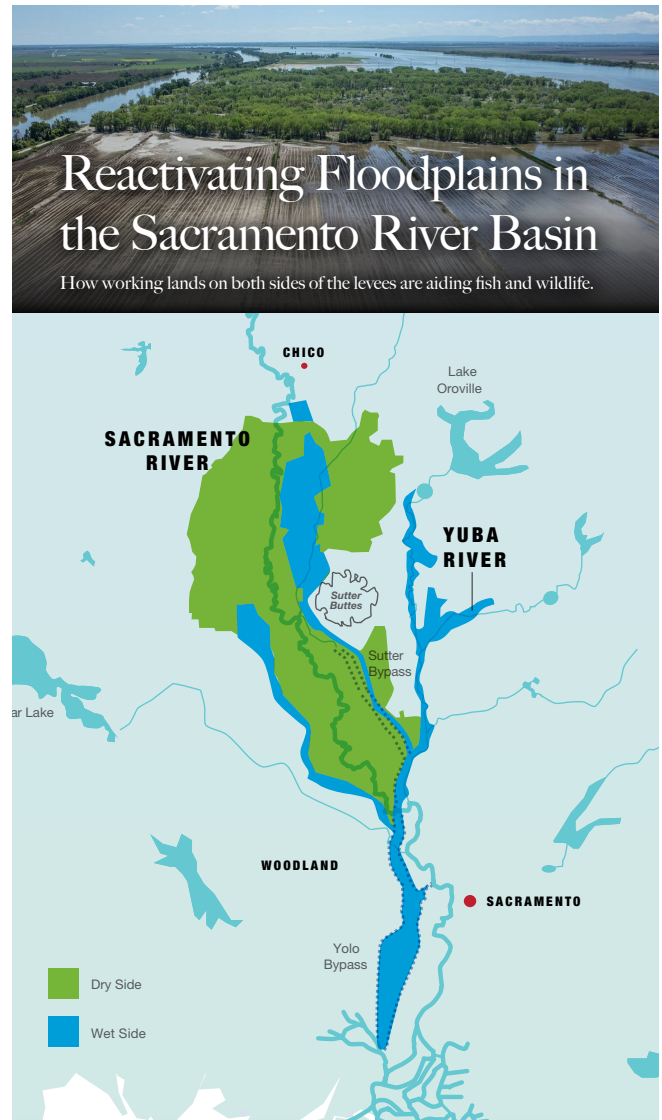 Reactivating Floodplains in
the Sacramento River Basin
How working lands on both sides of the levees are aiding fish and wildlife.
CHICO
Lake
Oroville
SACRAMENTO
RIVER
YUBA
RIVER
Sutter
Buttes
Sutter
Bypass
ar Lake
WOODLAND
SACRAMENTO
Yolo
Bypass
Dry Side
Wet Side